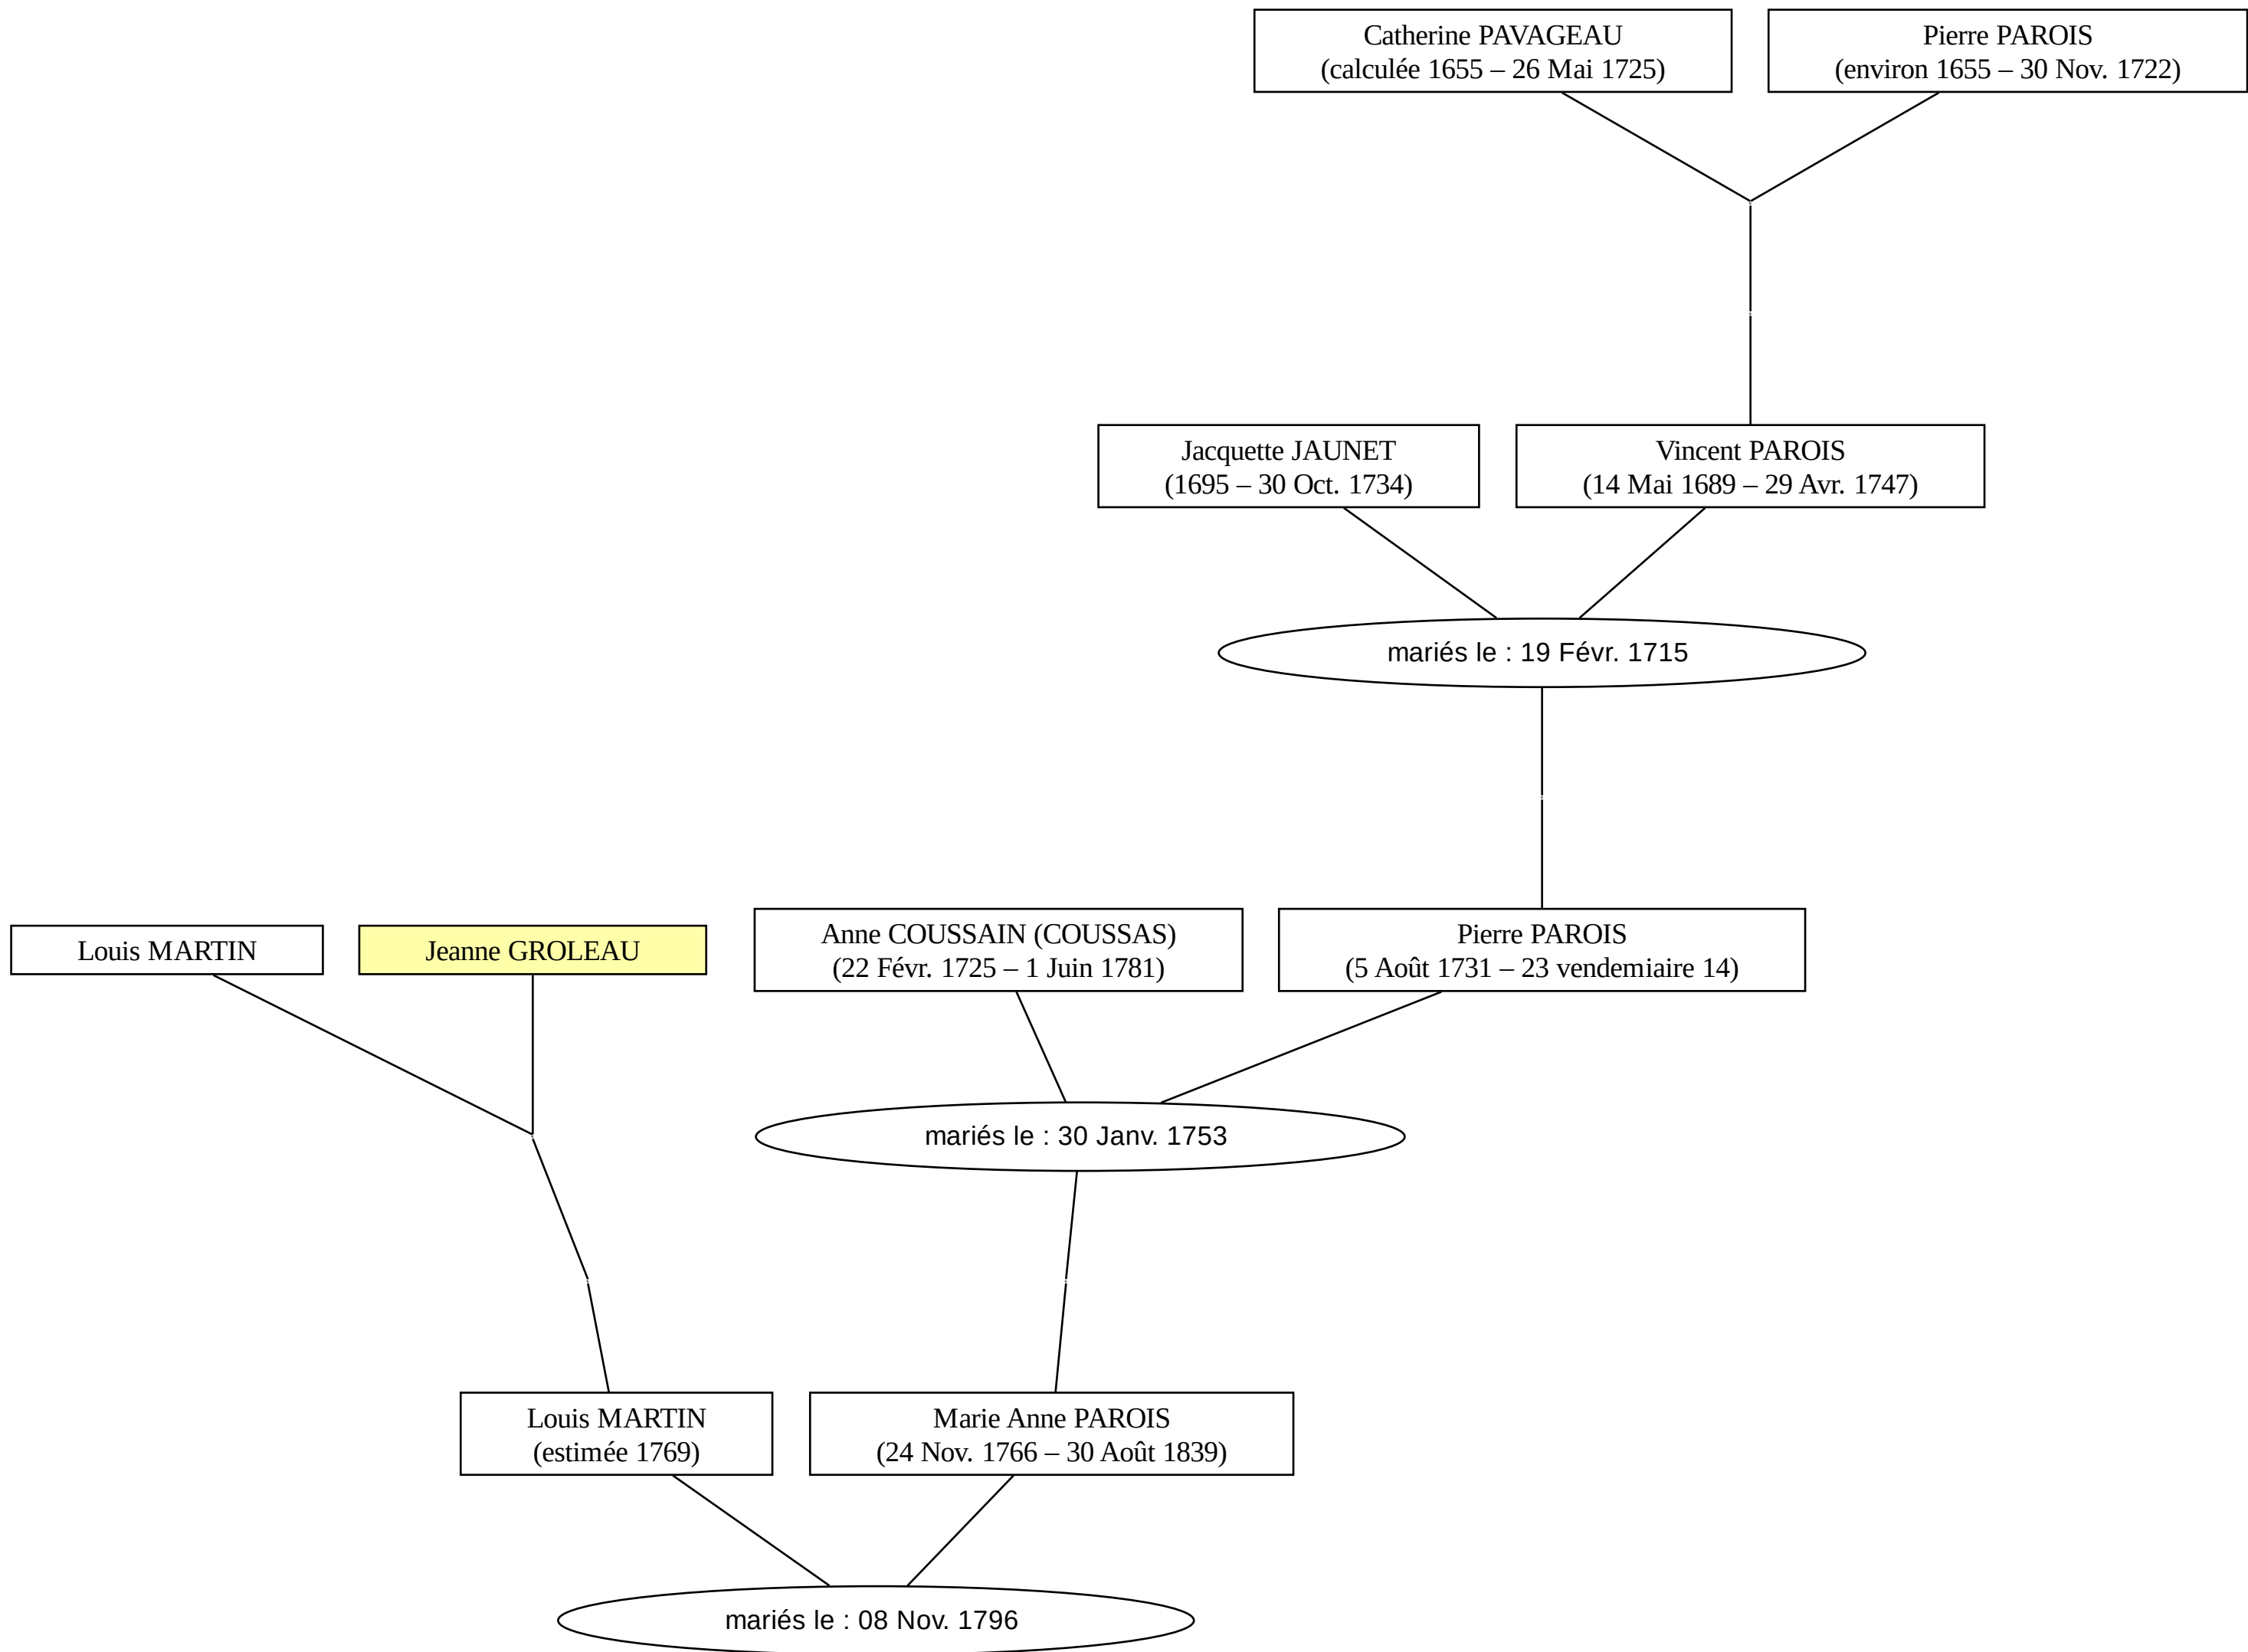 Catherine PAVAGEAU
(calculée 1655 – 26 Mai 1725)
Pierre PAROIS
(environ 1655 – 30 Nov. 1722)
Jacquette JAUNET
(1695 – 30 Oct. 1734)
Vincent PAROIS
(14 Mai 1689 – 29 Avr. 1747)
mariés le : 19 Févr. 1715
Louis MARTIN
Jeanne GROLEAU
Anne COUSSAIN (COUSSAS)
(22 Févr. 1725 – 1 Juin 1781)
Pierre PAROIS
(5 Août 1731 – 23 vendemiaire 14)
mariés le : 30 Janv. 1753
Louis MARTIN
(estimée 1769)
Marie Anne PAROIS
(24 Nov. 1766 – 30 Août 1839)
mariés le : 08 Nov. 1796